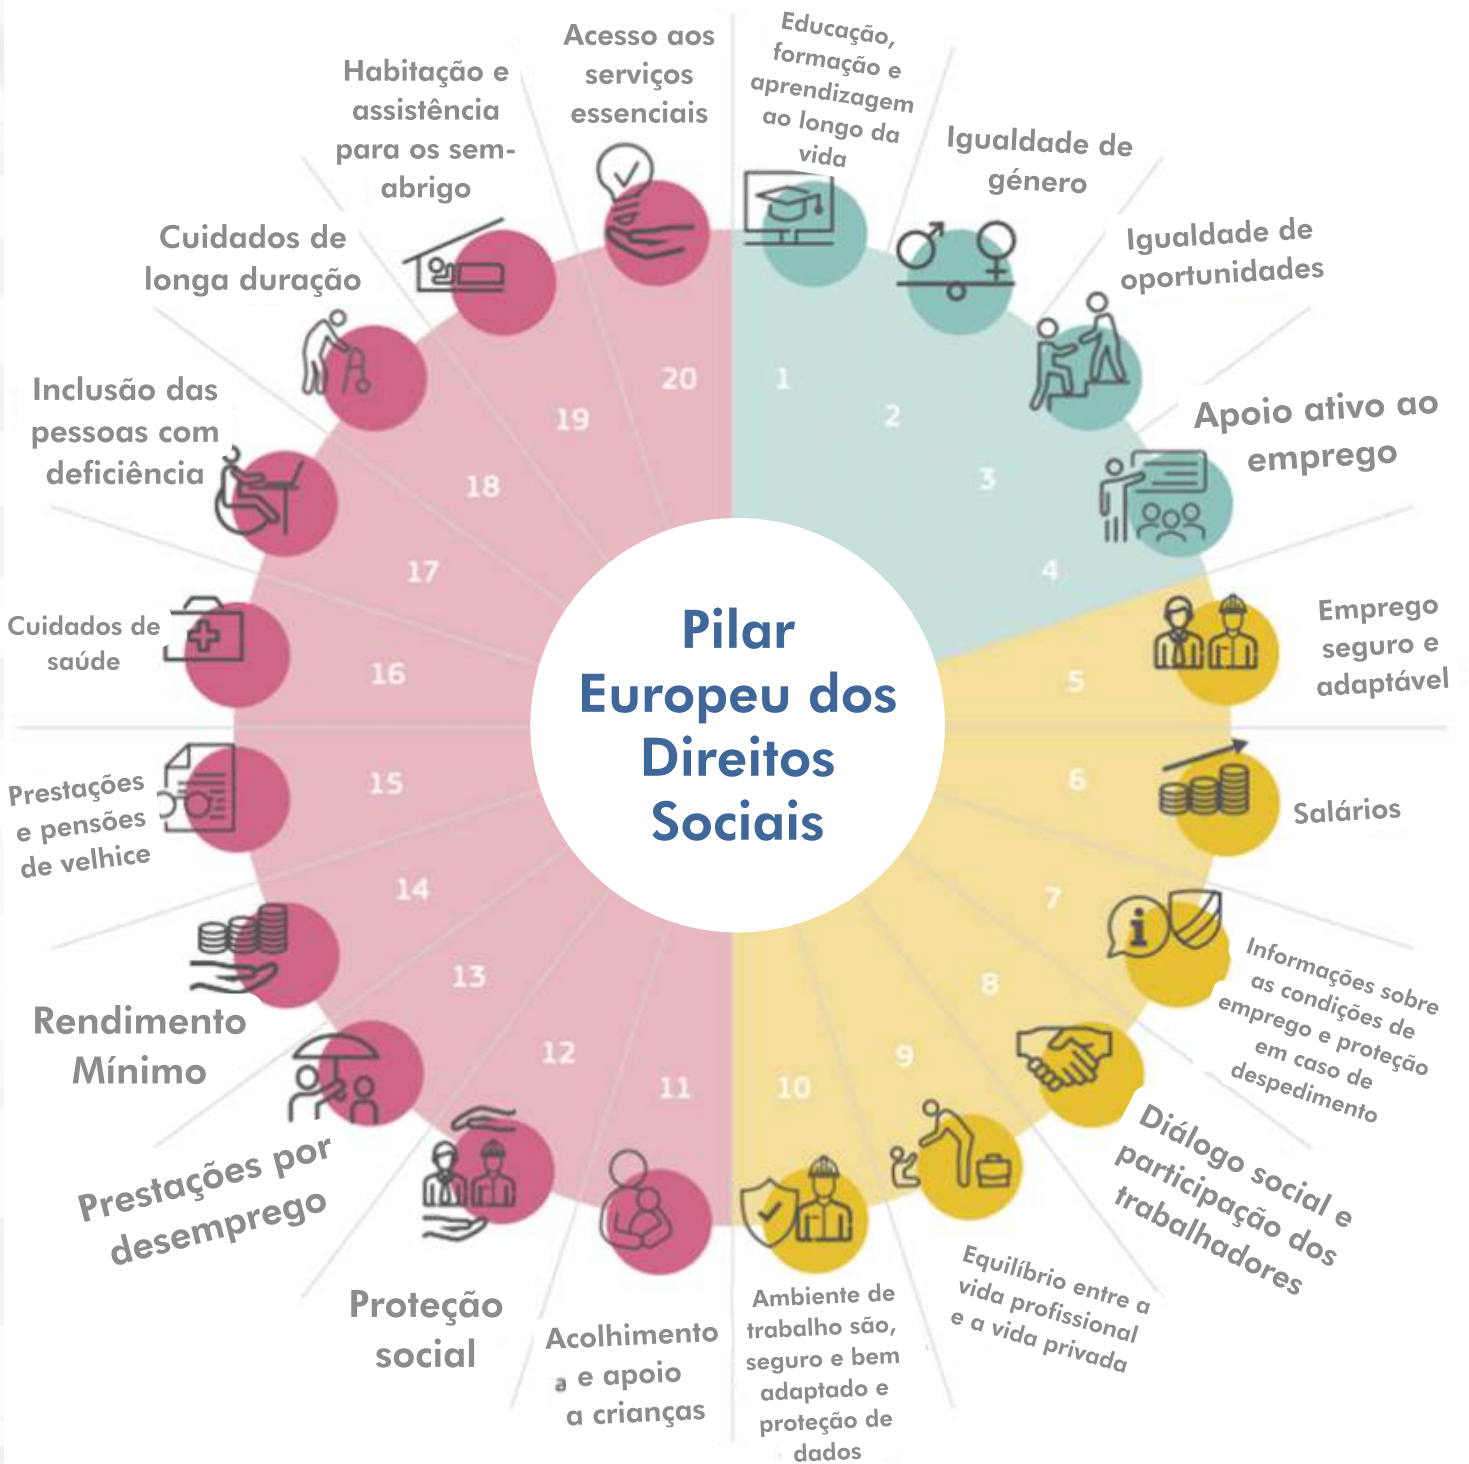 Pilar
Europeu dos
Direitos
Sociais
Educação,
formação e
aprendizagem
ao longo da
vida
1
Igualdade de
género
2
Igualdade de
oportunidades
3
Apoio ativo ao
emprego
4
Emprego
seguro e
adaptável
5
Salários
6
Informações sobre
as condições de
emprego e proteção
em caso de
despedimento
7
Diálogo social e
participação dos
trabalhadores
8
Equilíbrio entre a
vida profissional
e a vida privada
9
Ambiente de
trabalho são,
seguro e bem
adaptado e
proteção de
dados
10
Acolhimento
a e apoio
a crianças
11
Proteção
social
12
Prestações por
desemprego
13
Rendimento
Mínimo
14
Prestações
e pensões
de velhice
15
Cuidados de
saúde
16
Inclusão das
pessoas com
deficiência
17
Cuidados de
longa duração
18
Habitação e
assistência
para os sem-
abrigo
19
Acesso aos
serviços
essenciais
20
i